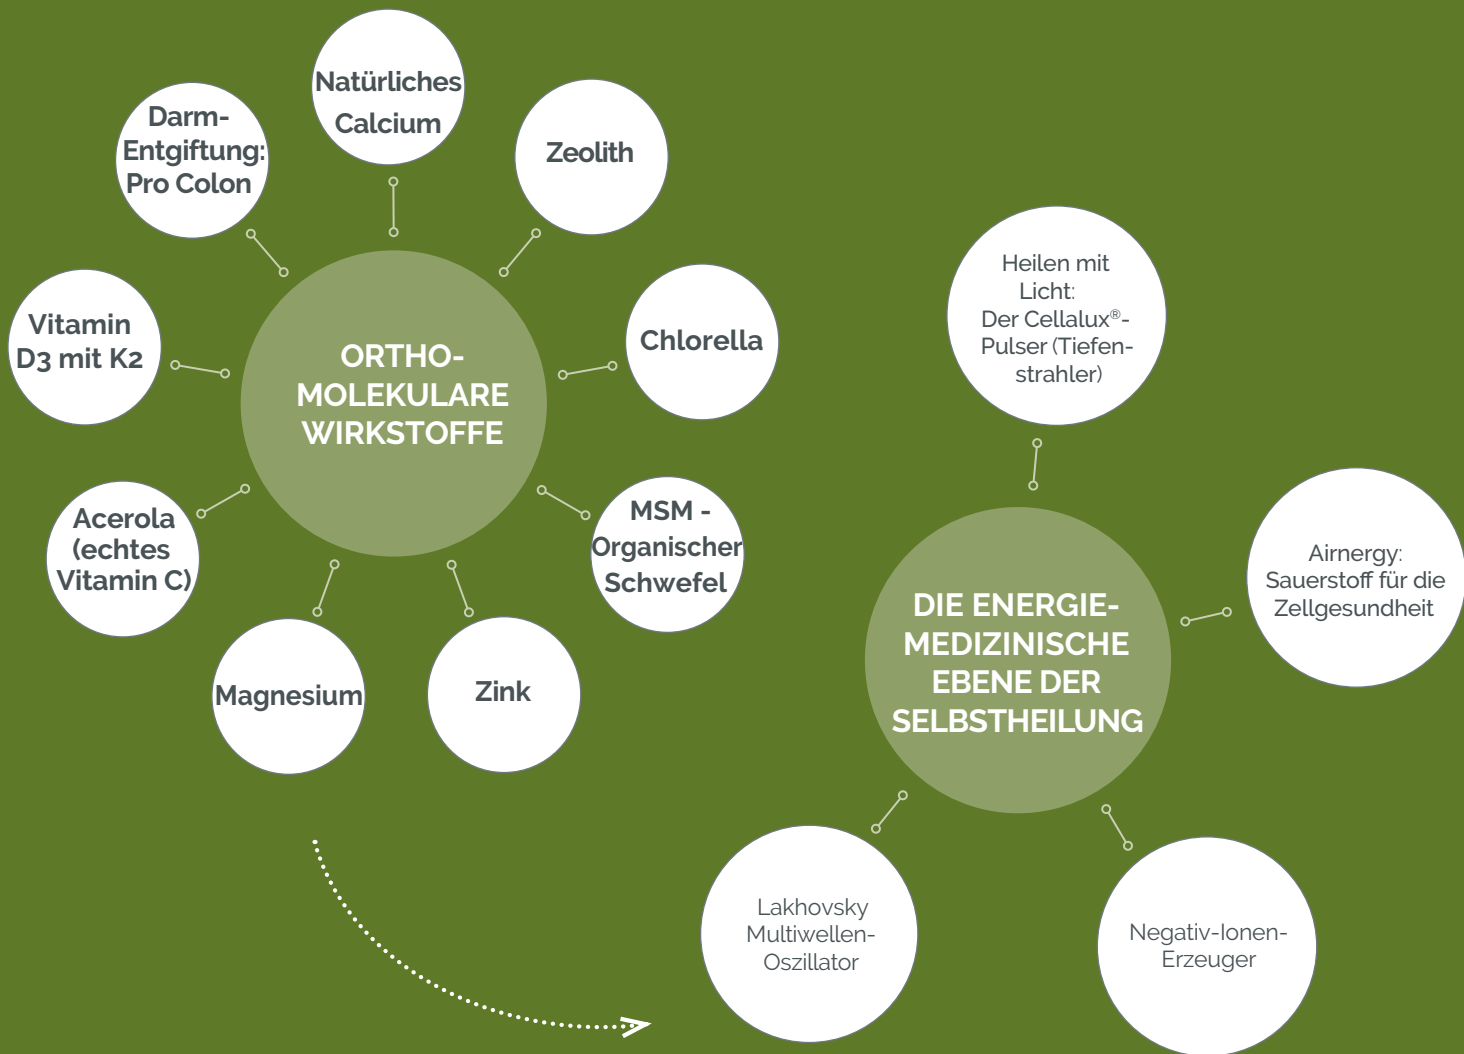 Natürliches
Calcium
Darm-
Entgiftung:
Pro Colon
Zeolith
Vitamin
D3 mit K2
ORTHO-
MOLEKULARE
WIRKSTOFFE
Chlorella
Acerola
(echtes
Vitamin C)
MSM -
Organischer
Schwefel
Magnesium
Zink
Heilen mit
Licht:
Der Cellalux®-
Pulser (Tiefen-
strahler)
DIE ENERGIE-
MEDIZINISCHE
EBENE DER
SELBSTHEILUNG
Airnergy:
Sauerstoff für die
Zellgesundheit
Lakhovsky
Multiwellen-
Oszillator
Negativ-Ionen-
Erzeuger